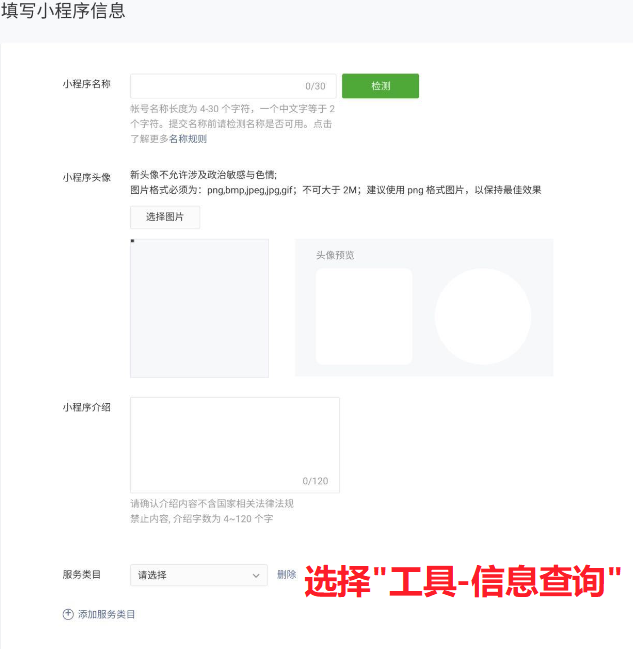 填写小程序信息
小程序名称
0/30
检测
帐号名称长度为 4-30 个字符，一个中文字等于 2
个字符。提交名称前请检测名称是否可用。点击
了解更多名称规则
小程序头像
新头像不允许涉及政治敏感与色情;
图片格式必须为：png,bmp,jpeg,jpg,gif；不可大于 2M；建议使用 png 格式图片，以保持最佳效果
选择图片
头像预览
小程序介绍
0/120
请确认介绍内容不含国家相关法律法规
禁止内容, 介绍字数为 4~120 个字
服务类目
请选择
删除
选择"工具-信息查询"
添加服务类目